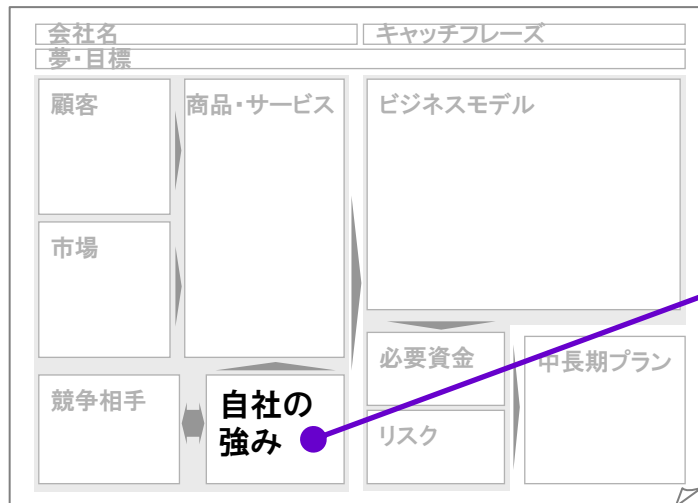 会社名
キャッチフレーズ
夢・目標
顧客
商品・サービス
ビジネスモデル
市場
必要資金
中長期プラン
競争相手
自社の
強み
リスク